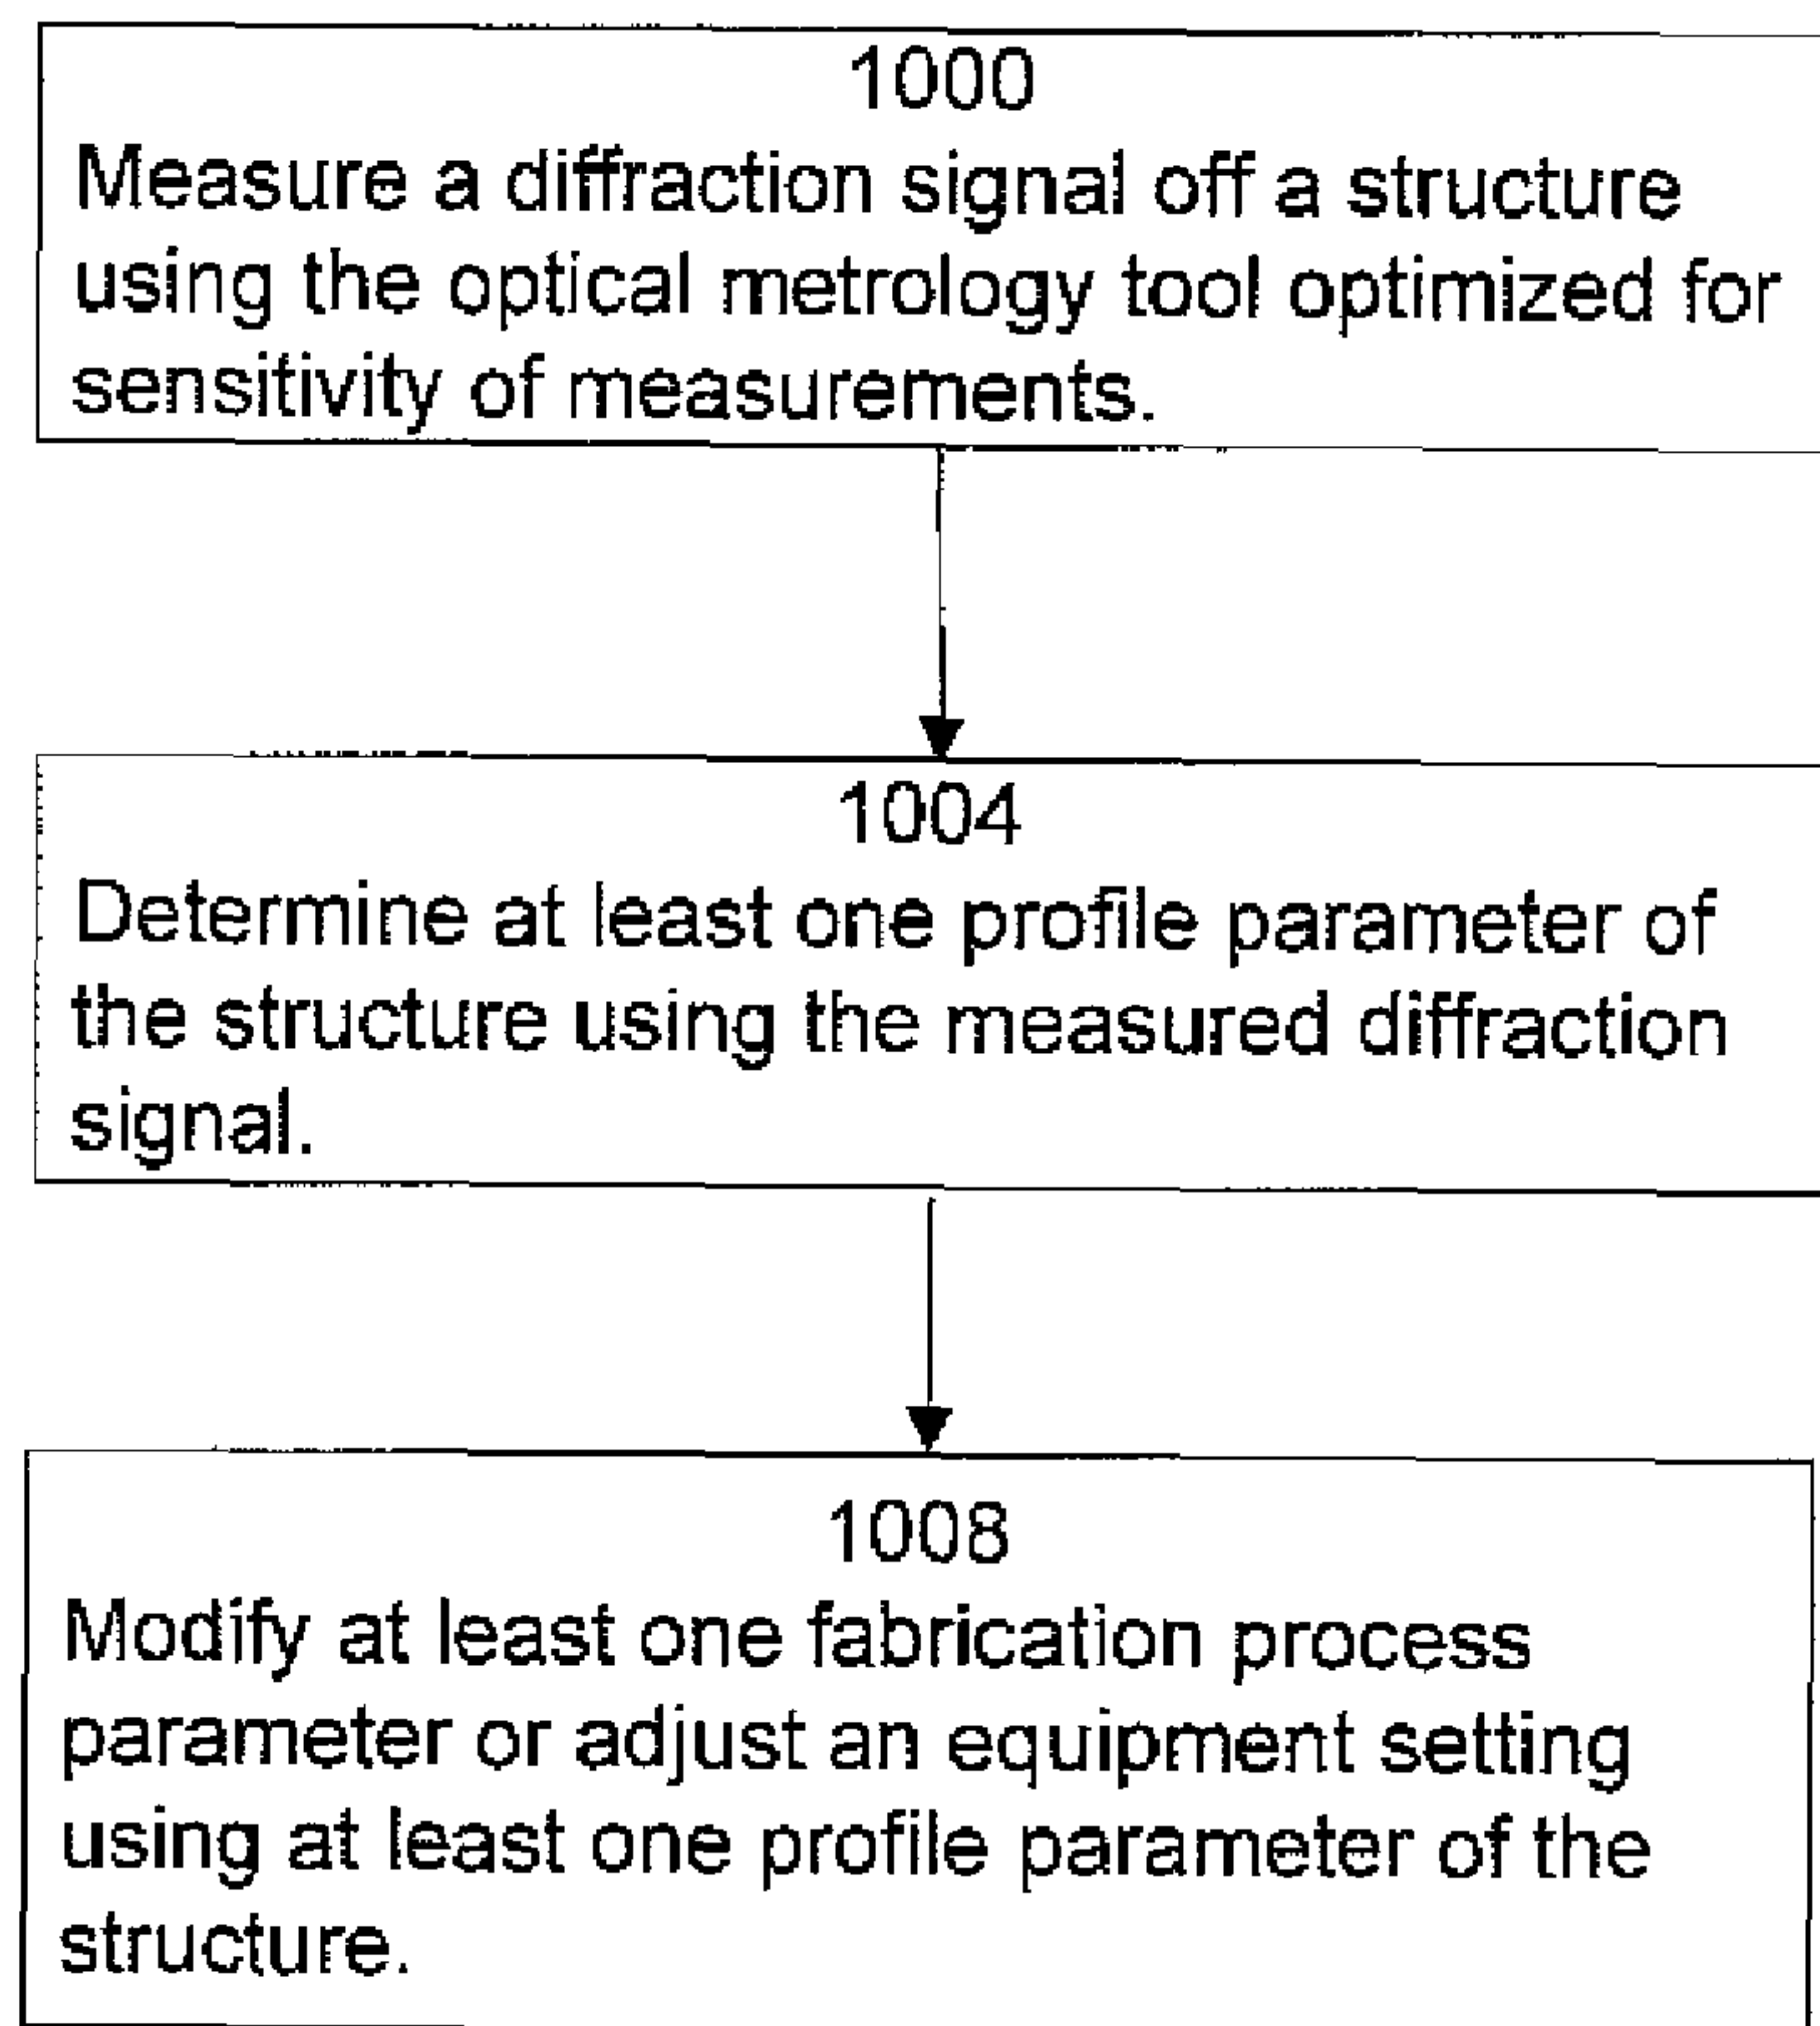 1000
Measure a diffraction signal off a structure
using the optical metrology tool optimized for
sensitivity of measurements.
1004
Determine at least one profile parameter of
the structure using the measured diffraction
signal.
1008
Modify at least one fabrication process
parameter or adjust an equipment setting
using at least one profile parameter of the
structure.